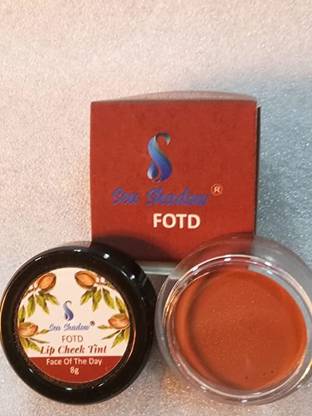 Sea Shadow®
FOTD
Sea Shadow®
FOTD
Lip Cheek Tint
Face Of The Day
8g